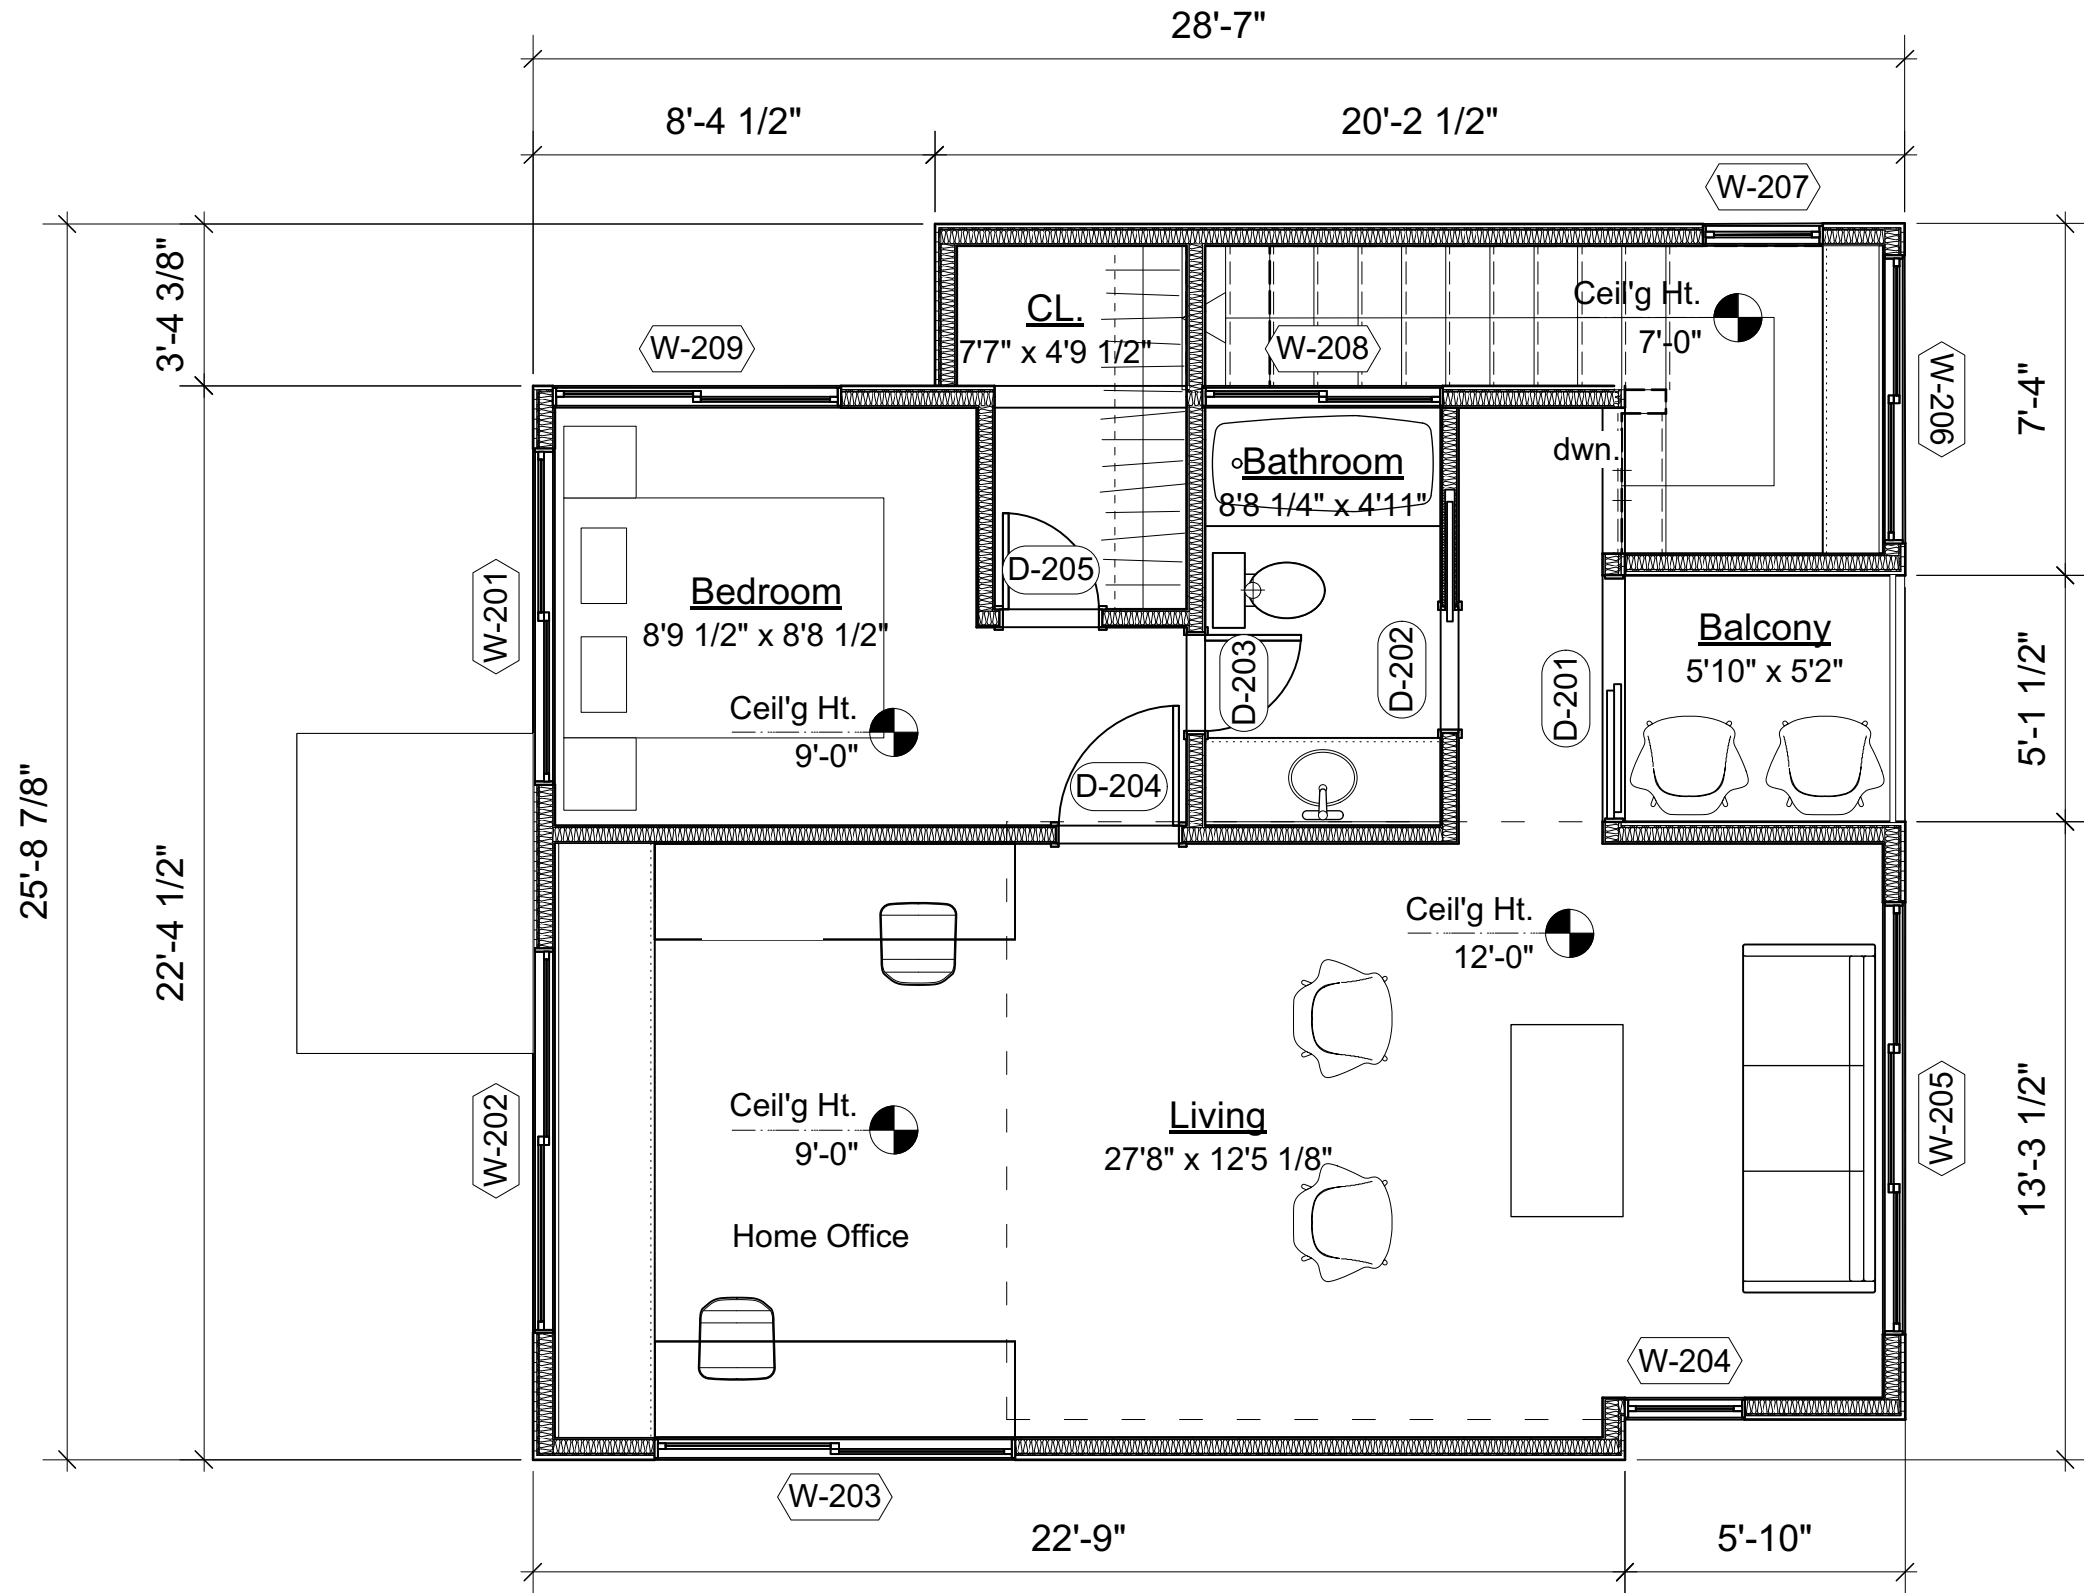 28'-7"
8'-4 1/2"
20'-2 1/2"
W-207
3'-4 3/8"
CL.
7'7" x 4'9 1/2"
W-209
W-208
Ceil'g Ht.
7'-0"
W-206
7'-4"
dwn.
Bathroom
8'8 1/4" x 4'11"
W-201
Bedroom
8'9 1/2" x 8'8 1/2"
D-205
D-203
D-202
D-201
Balcony
5'10" x 5'2"
5'-1 1/2"
Ceil'g Ht.
9'-0"
D-204
25'-8 7/8"
22'-4 1/2"
Ceil'g Ht.
12'-0"
W-202
Ceil'g Ht.
9'-0"
Living
27'8" x 12'5 1/8"
W-205
13'-3 1/2"
Home Office
W-204
W-203
22'-9"
5'-10"